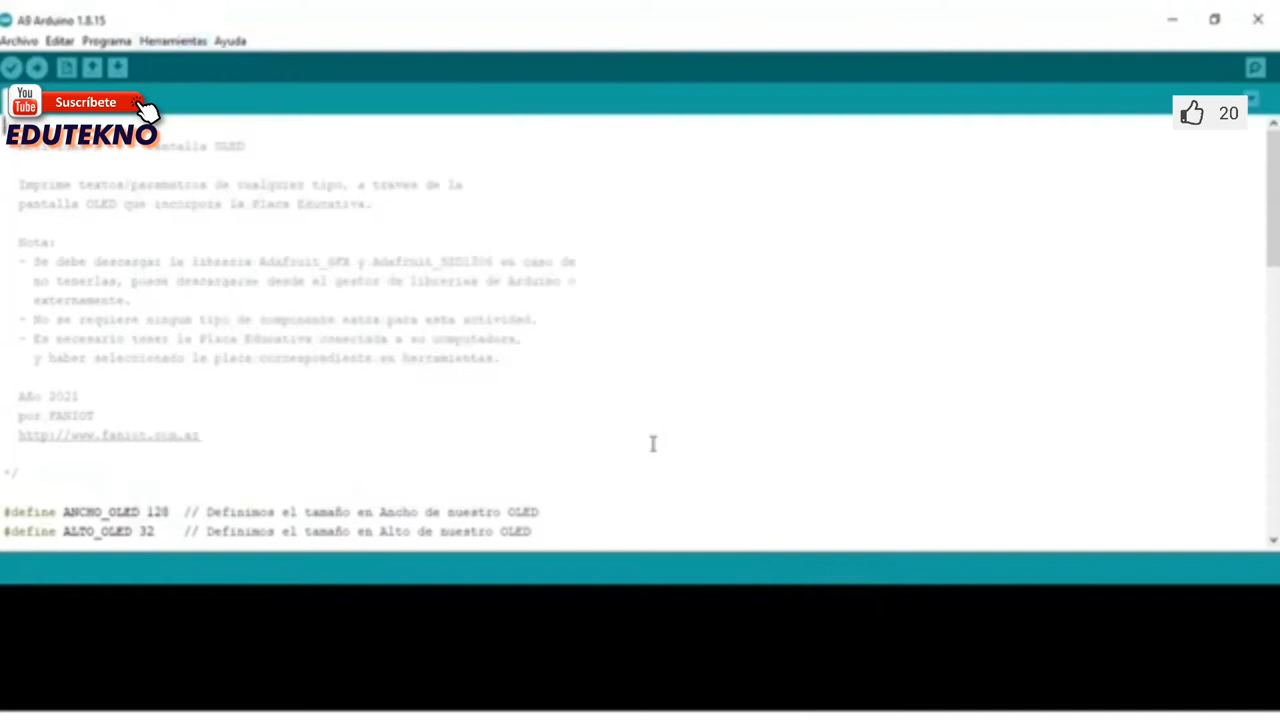 A9 Arduino 1.8.15
Archivo Editar Programa Herramientas Ayuda
You
Tube
Suscríbete
EDUTEKNO
20
pantalla OLED
Imprime textos/parametros de cualquier tipo, a traves de la
pantalla OLED que incorpora la Placa Educativa.
Nota:
- Se debe descargar la libreria Adafruit_GFX y Adafruit_SSD1306 en caso de
no tenerlas, puede descargarse desde el gestor de librerias de Arduino o
externamente.
- No se requiere ningun tipo de componente extra para esta actividad.
- Es necesario tener la Placa Educativa conectada a su computadora,
y haber seleccionado la placa correspondiente en herramientas.
Año 2021
por FANIOT
http://www.faniot.com.ar
*/
#define ANCHO_OLED 128 // Definimos el tamaño en Ancho de nuestro OLED
#define ALTO_OLED 32 // Definimos el tamaño en Alto de nuestro OLED